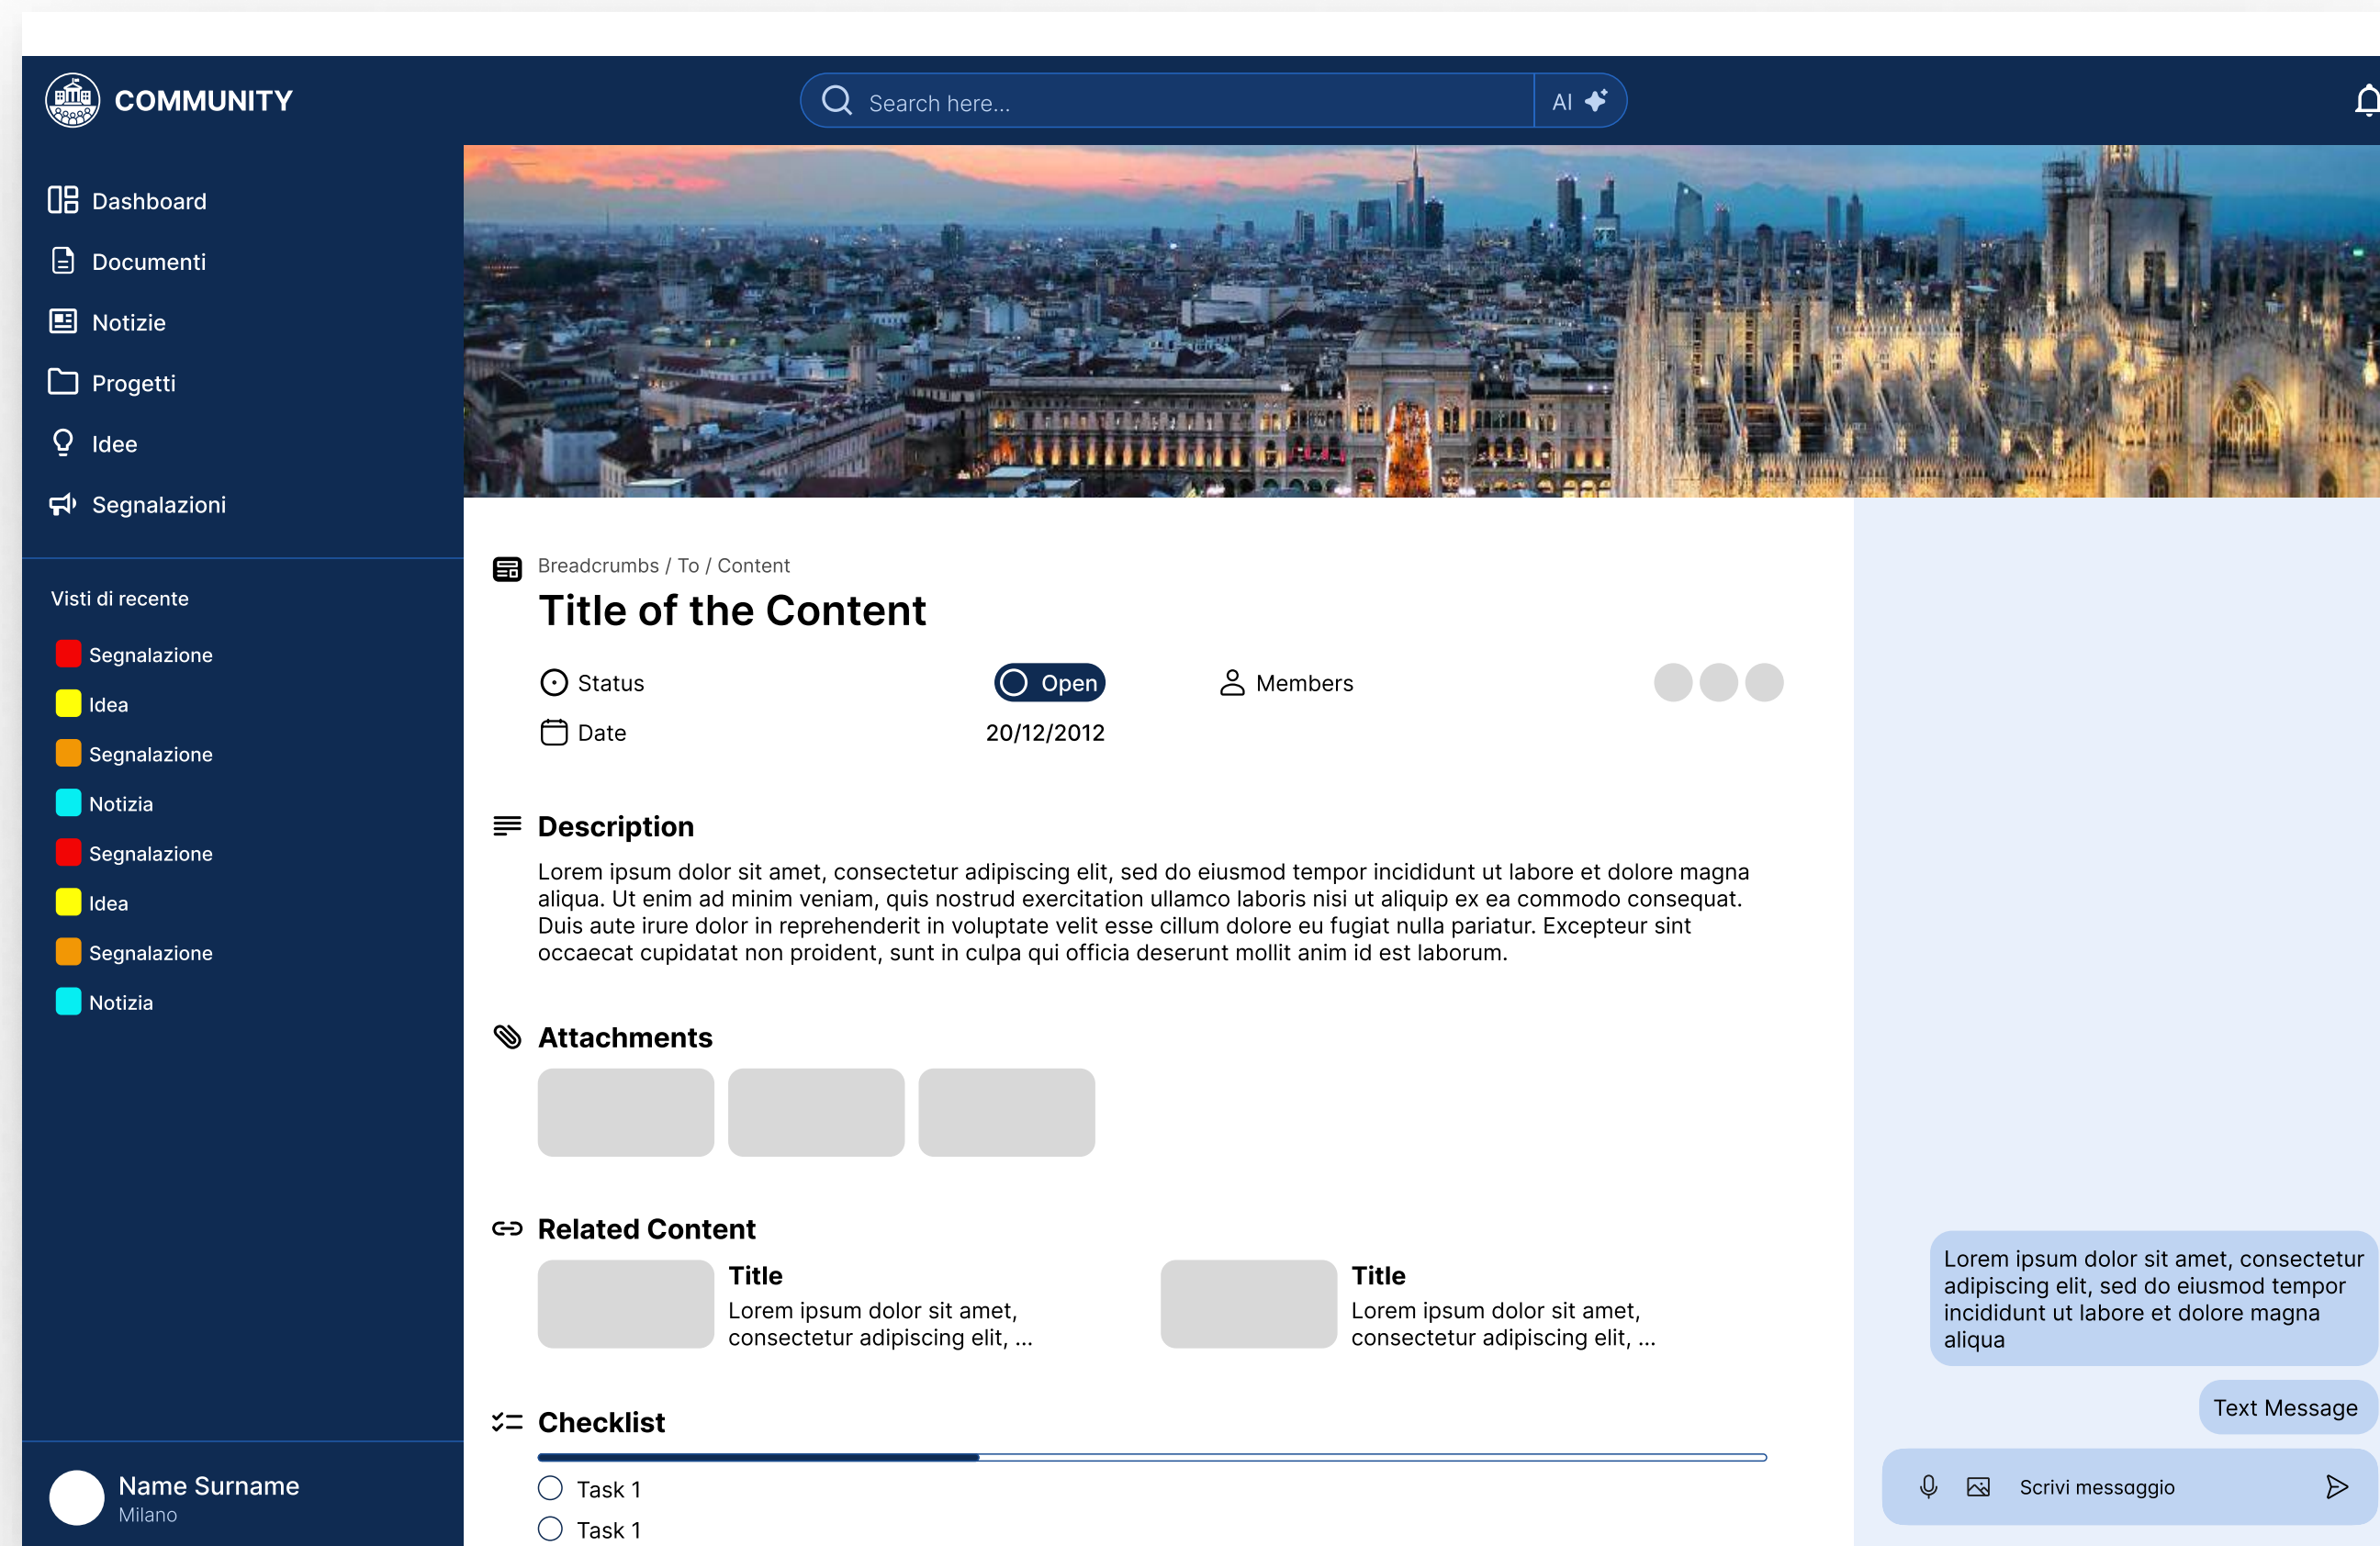 COMMUNITY
Search here...
AI
Dashboard
Documenti
Notizie
Progetti
Idee
Segnalazioni
Visti di recente
Segnalazione
Idea
Segnalazione
Notizia
Segnalazione
Idea
Segnalazione
Notizia
Name Surname
Milano
Breadcrumbs / To / Content
Title of the Content
Status
Open
Members
Date
20/12/2012
Description
Lorem ipsum dolor sit amet, consectetur adipiscing elit, sed do eiusmod tempor incididunt ut labore et dolore magna
aliqua. Ut enim ad minim veniam, quis nostrud exercitation ullamco laboris nisi ut aliquip ex ea commodo consequat.
Duis aute irure dolor in reprehenderit in voluptate velit esse cillum dolore eu fugiat nulla pariatur. Excepteur sint
occaecat cupidatat non proident, sunt in culpa qui officia deserunt mollit anim id est laborum.
Attachments
Related Content
Title
Lorem ipsum dolor sit amet,
consectetur adipiscing elit, ...
Title
Lorem ipsum dolor sit amet,
consectetur adipiscing elit, ...
Checklist
Task 1
Task 1
Lorem ipsum dolor sit amet, consectetur
adipiscing elit, sed do eiusmod tempor
incididunt ut labore et dolore magna
aliqua
Text Message
Scrivi messaggio